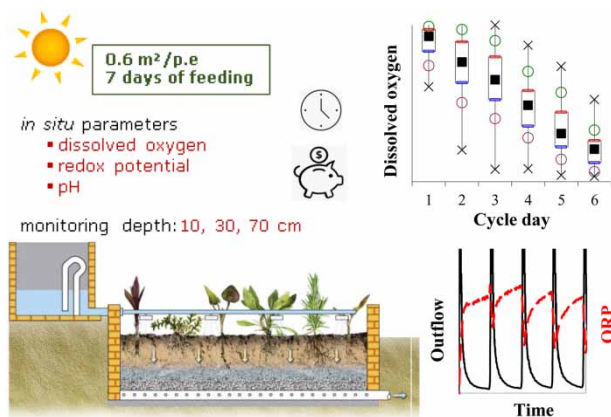 0.6 m²/p.e
7 days of feeding
in situ parameters
▪ dissolved oxygen
▪ redox potential
▪ pH
$
monitoring depth: 10, 30, 70 cm
Dissolved oxygen
1 2 3 4 5 6
Cycle day
Outflow
ORP
Time